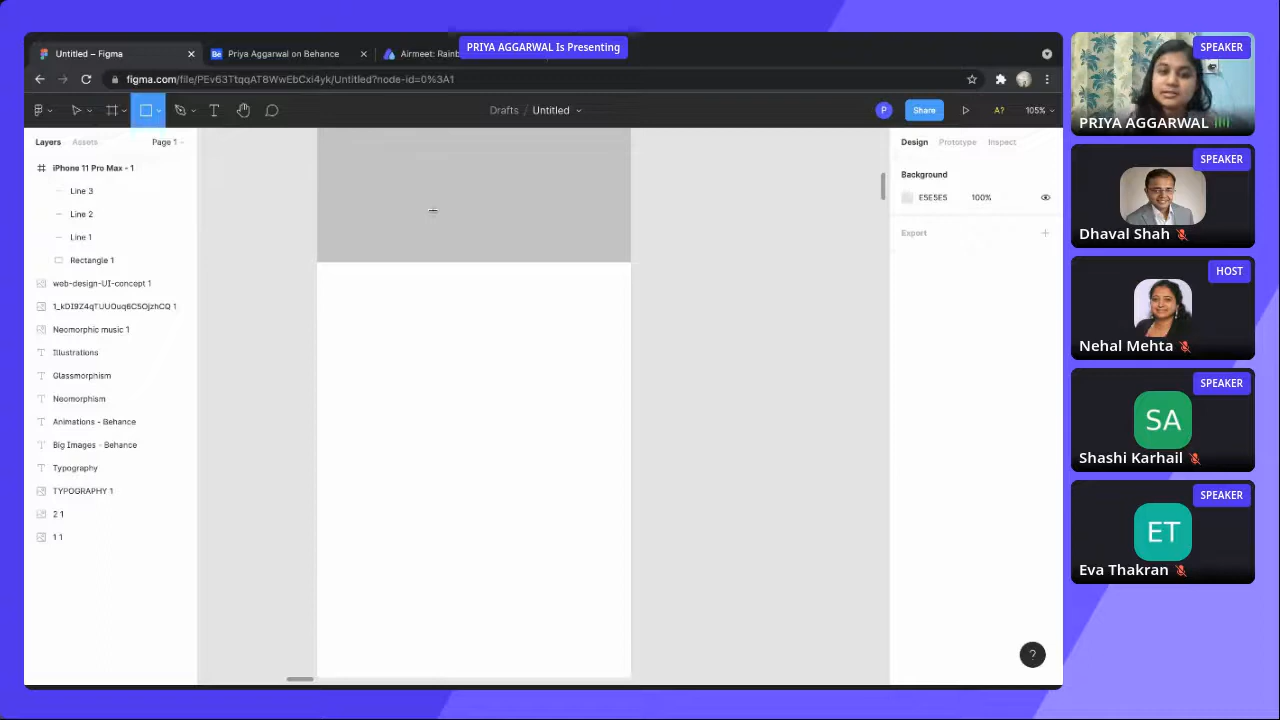 PRIYA AGGARWAL Is Presenting
Untitled – Figma
Priya Aggarwal on Behance
Airmeet: Rainb
figma.com/file/PEv63TtqqAT8WwEbCxi4yk/Untitled?node-id=0%3A1
Drafts / Untitled
P
Share
A?
105%
Layers
Assets
Page 1
iPhone 11 Pro Max - 1
Line 3
Line 2
Line 1
Rectangle 1
web-design-UI-concept 1
Neomorphic music 1
Illustrations
Glassmorphism
Neomorphism
Animations - Behance
Big Images - Behance
Typography
TYPOGRAPHY 1
2 1
1 1
Design
Prototype
Inspect
Background
E5E5E5
100%
Export
?
SPEAKER
PRIYA AGGARWAL
SPEAKER
Dhaval Shah
HOST
Nehal Mehta
SPEAKER
SA
Shashi Karhail
SPEAKER
ET
Eva Thakran